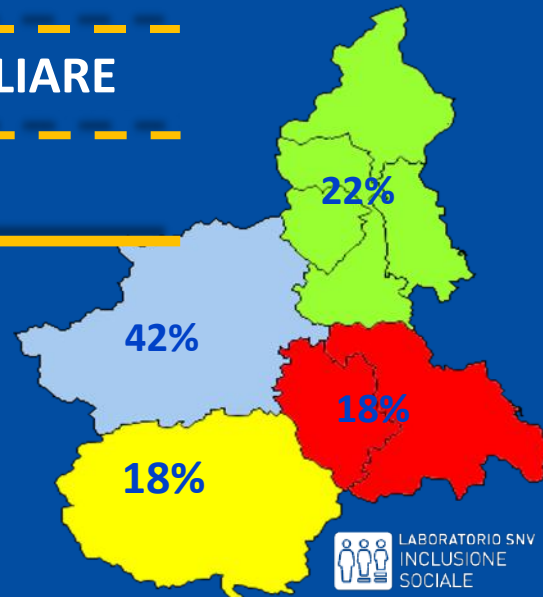 LIARE
22%
42%
18%
18%
LABORATORIO SNV
INCLUSIONE
SOCIALE